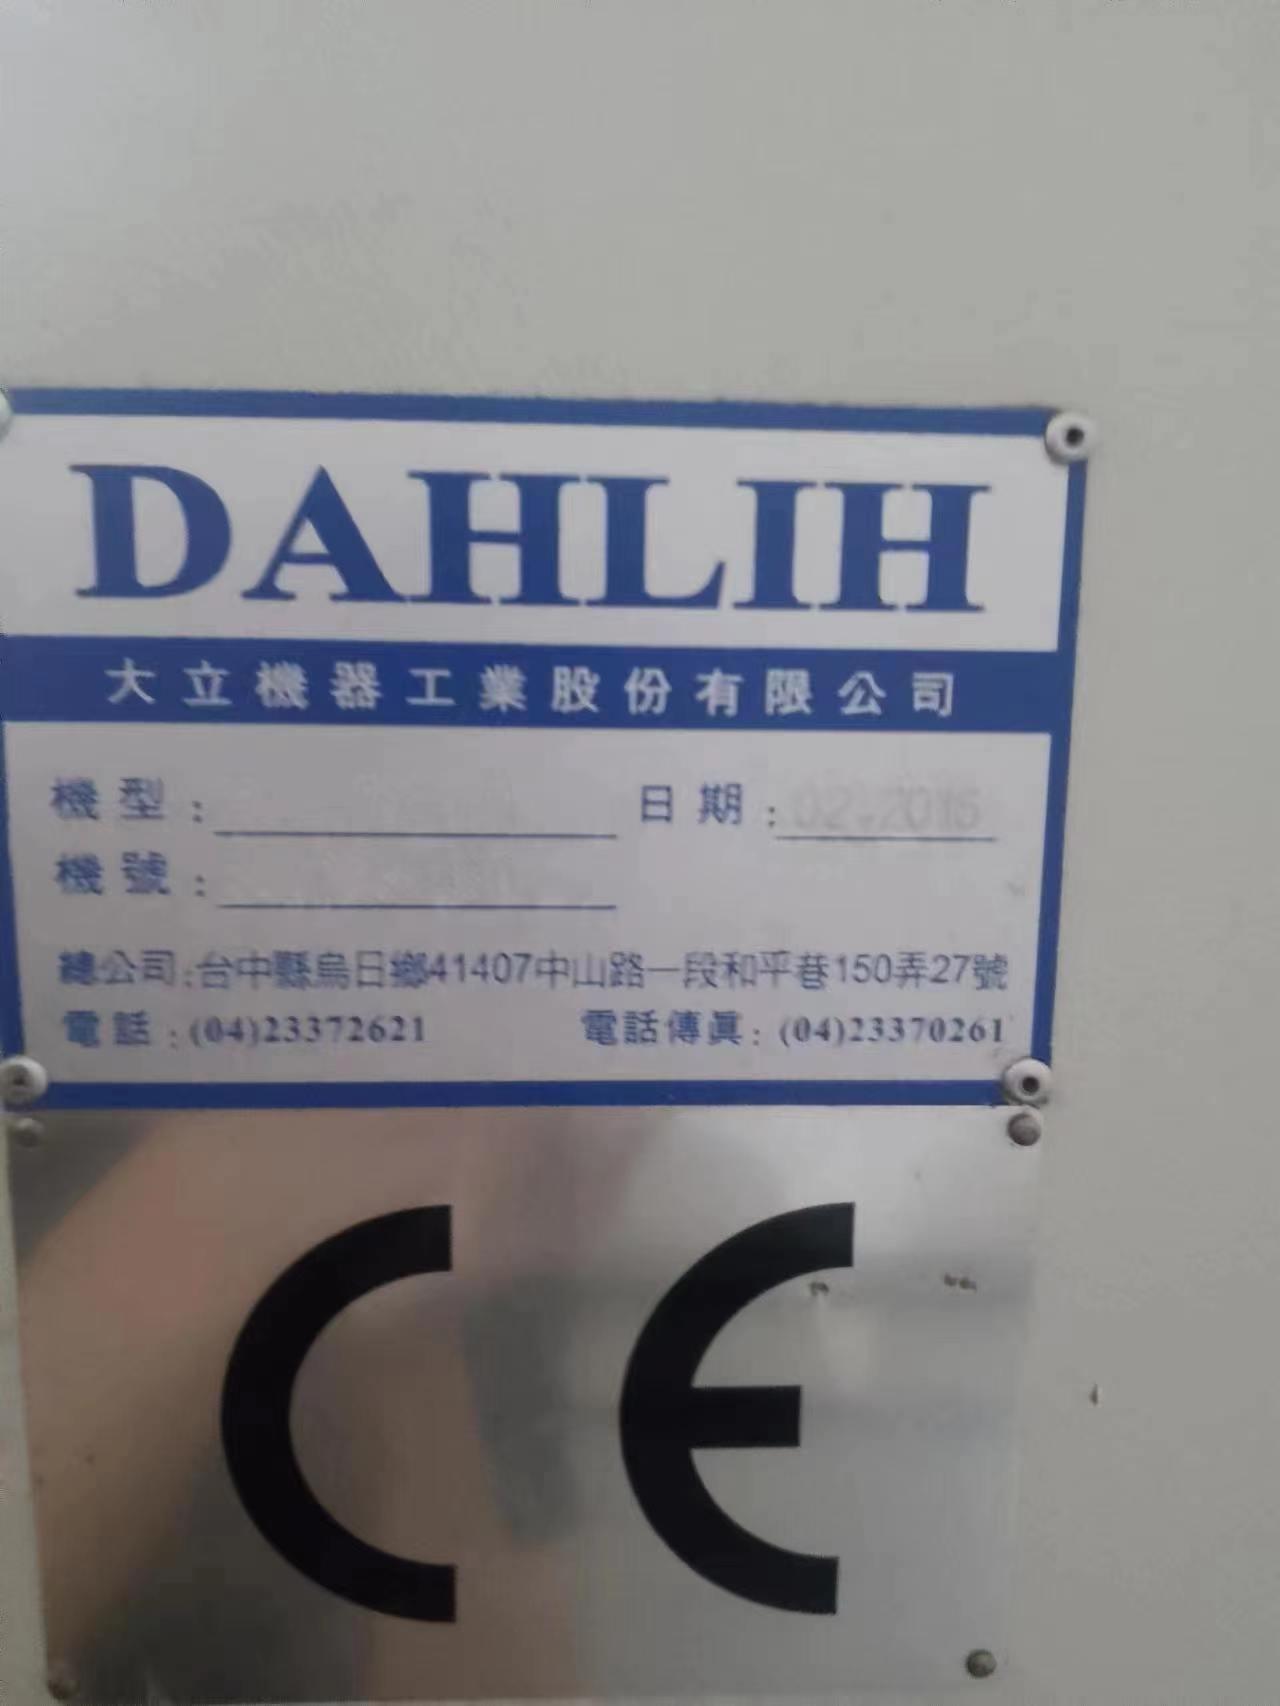 DAHLIH
大立機器工業股份有限公司
機型: 日期: 02.2016
機號:
總公司:台中縣烏日鄉41407中山路一段和平巷150弄27號
電話:(04)23372621 電話傳真:(04)23370261
CE